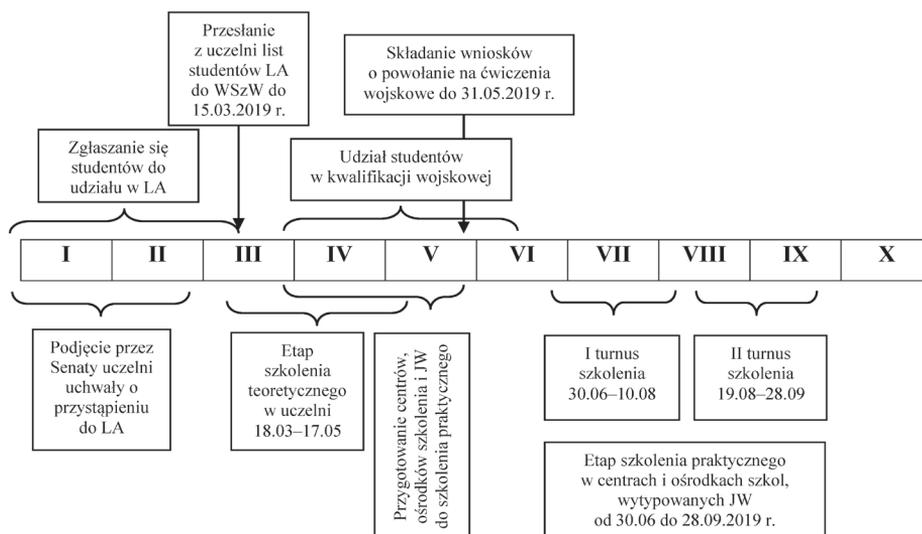 Przesłanie
z uczelni list
studentów LA
do WSzW do
15.03.2019 r.
Składanie wniosków
o powołanie na ćwiczenia
wojskowe do 31.05.2019 r.
Zgłaszanie się
studentów do
udziału w LA
Udział studentów
w kwalifikacji wojskowej
I II III IV V VI VII VIII IX X
Podjęcie przez
Senaty uczelni
uchwały o
przystąpieniu
do LA
Etap
szkolenia
teoretycznego
w uczelni
18.03–17.05
Przygotowanie centrów,
ośrodków szkolenia i JW
do szkolenia praktycznego
I turnus
szkolenia
30.06–10.08
II turnus
szkolenia
19.08–28.09
Etap szkolenia praktycznego
w centrach i ośrodkach szkol,
wytypowanych JW
od 30.06 do 28.09.2019 r.